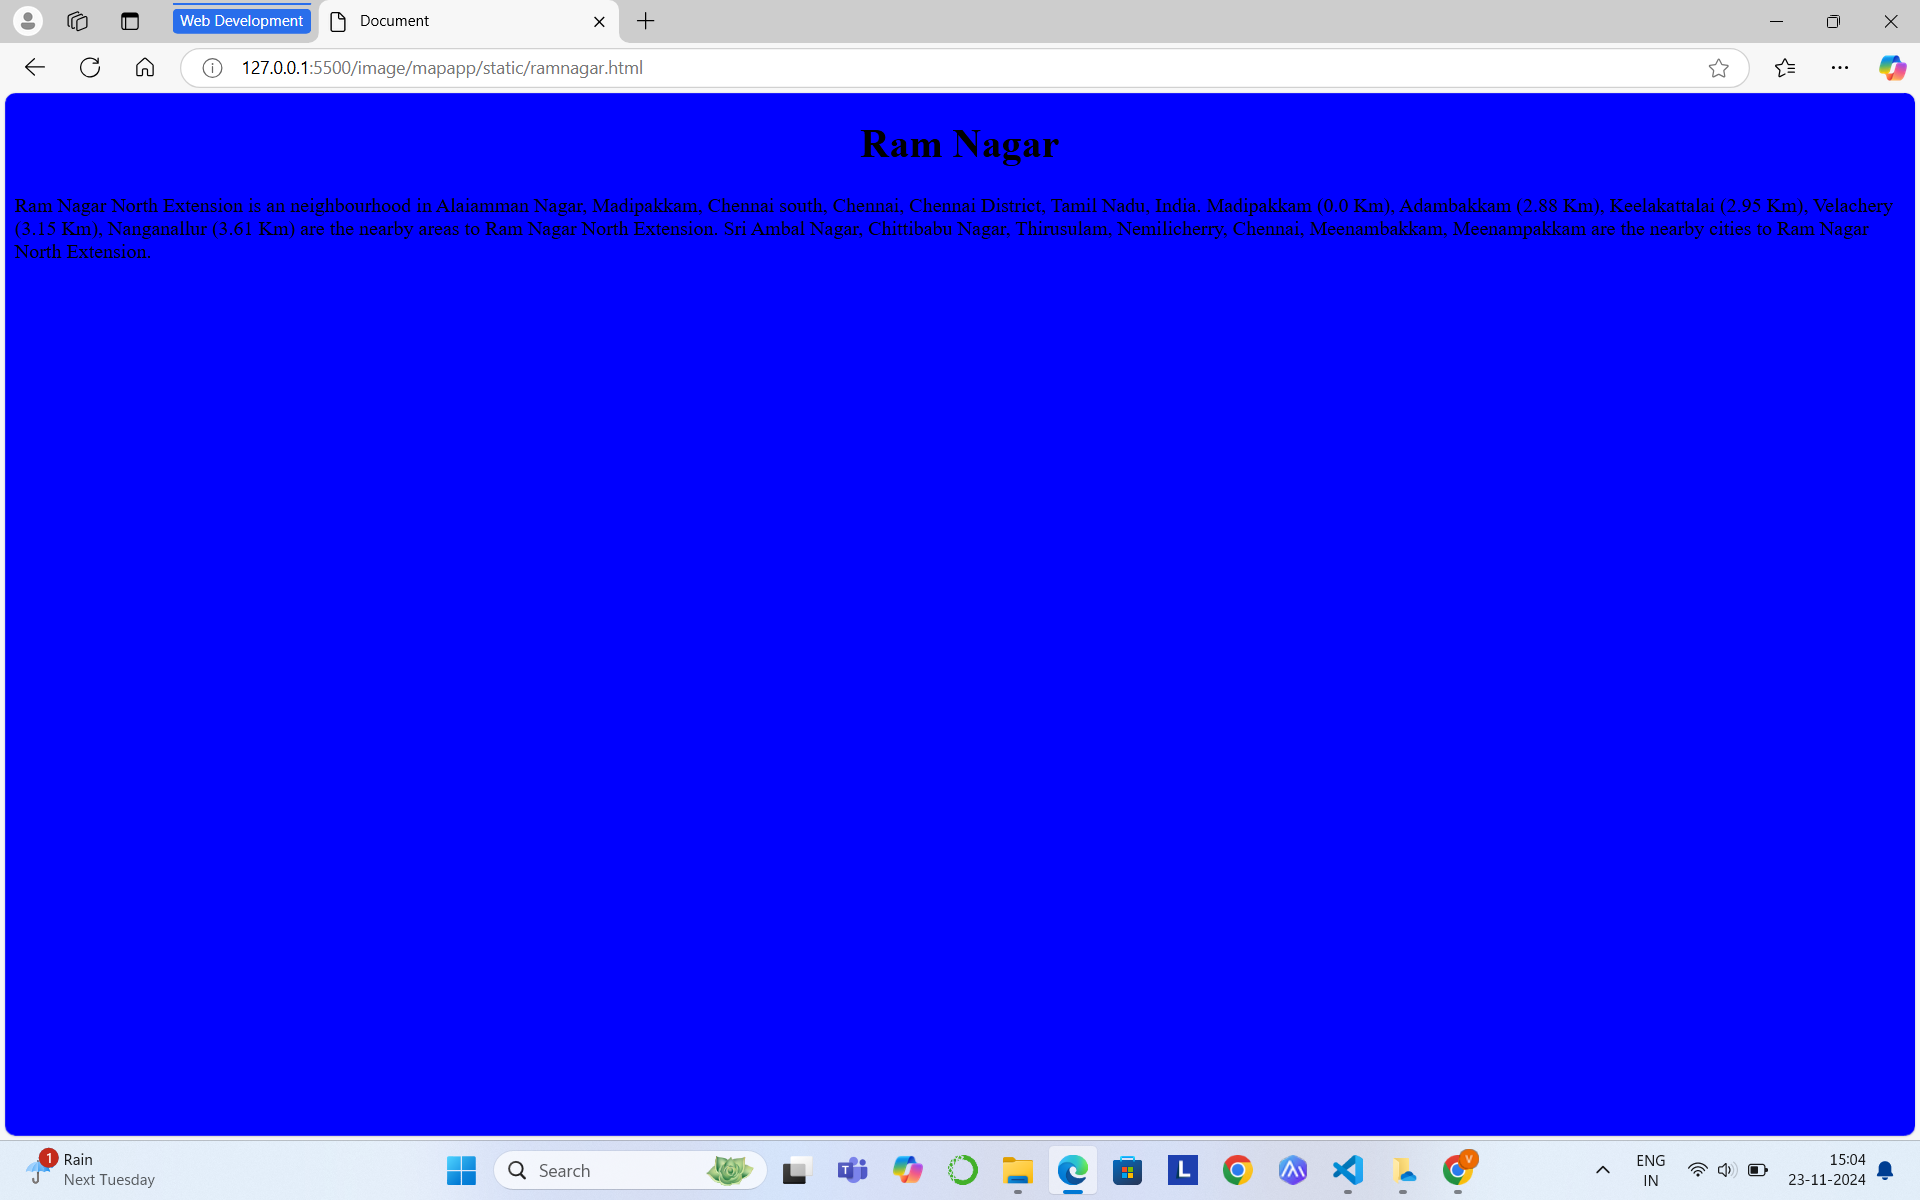 Web Development
Document
127.0.0.1:5500/image/mapapp/static/ramnagar.html
Ram Nagar
Ram Nagar North Extension is an neighbourhood in Alaiamman Nagar, Madipakkam, Chennai south, Chennai, Chennai District, Tamil Nadu, India. Madipakkam (0.0 Km), Adambakkam (2.88 Km), Keelakattalai (2.95 Km), Velachery
(3.15 Km), Nanganallur (3.61 Km) are the nearby areas to Ram Nagar North Extension. Sri Ambal Nagar, Chittibabu Nagar, Thirusulam, Nemilicherry, Chennai, Meenambakkam, Meenampakkam are the nearby cities to Ram Nagar
North Extension.
1
Rain
Next Tuesday
Search
T
L
V
ENG
IN
15:04
23-11-2024